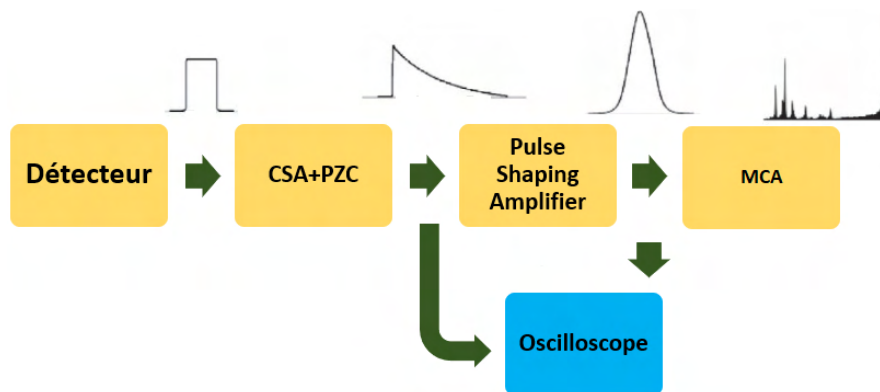 Détecteur
CSA+PZC
Pulse
Shaping
Amplifier
MCA
Oscilloscope